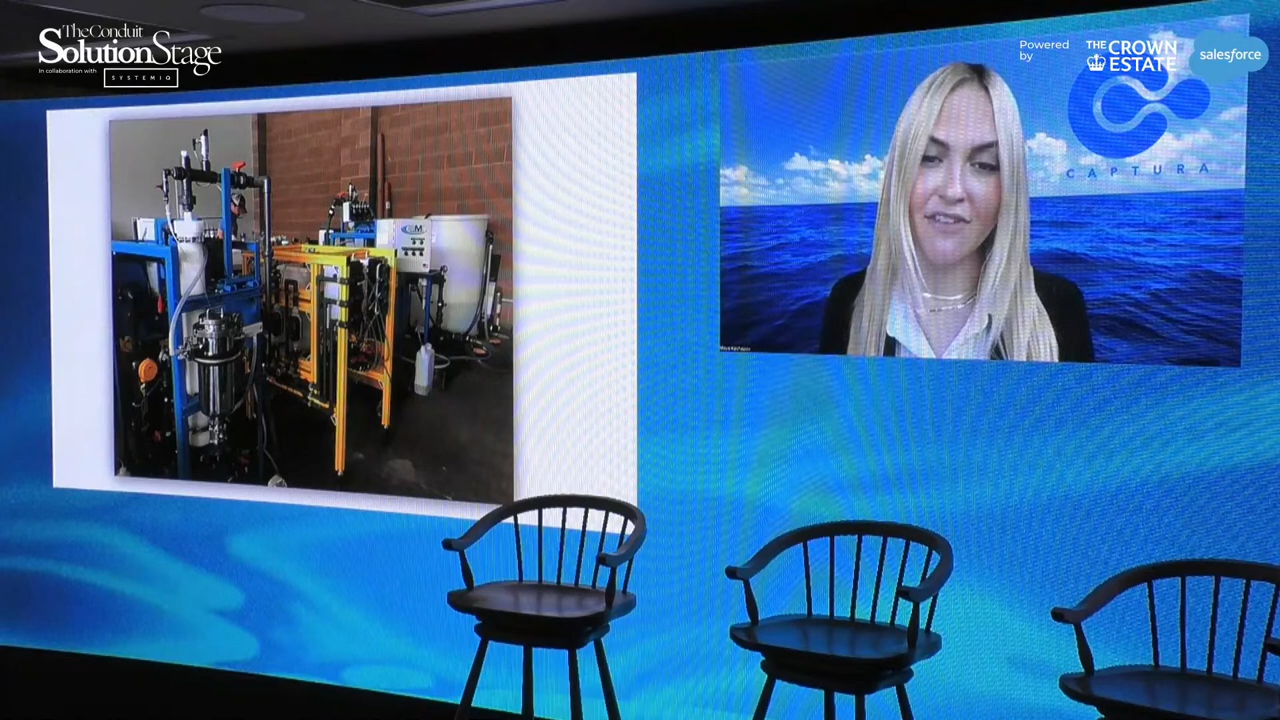 The Conduit
Solution Stage
In collaboration with
SYSTEMIQ
Powered
by
THE CROWN
ESTATE
salesforce
CAPTURA